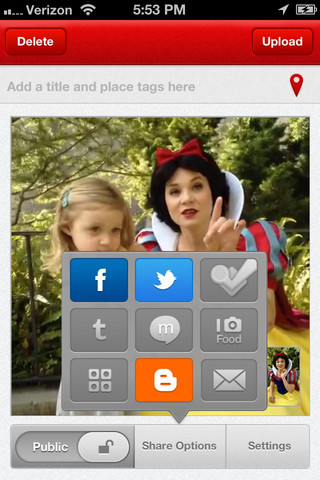 Verizon 5:53 PM
Delete
Upload
Add a title and place tags here
f
t
m
Food
B
Public
Share Options
Settings